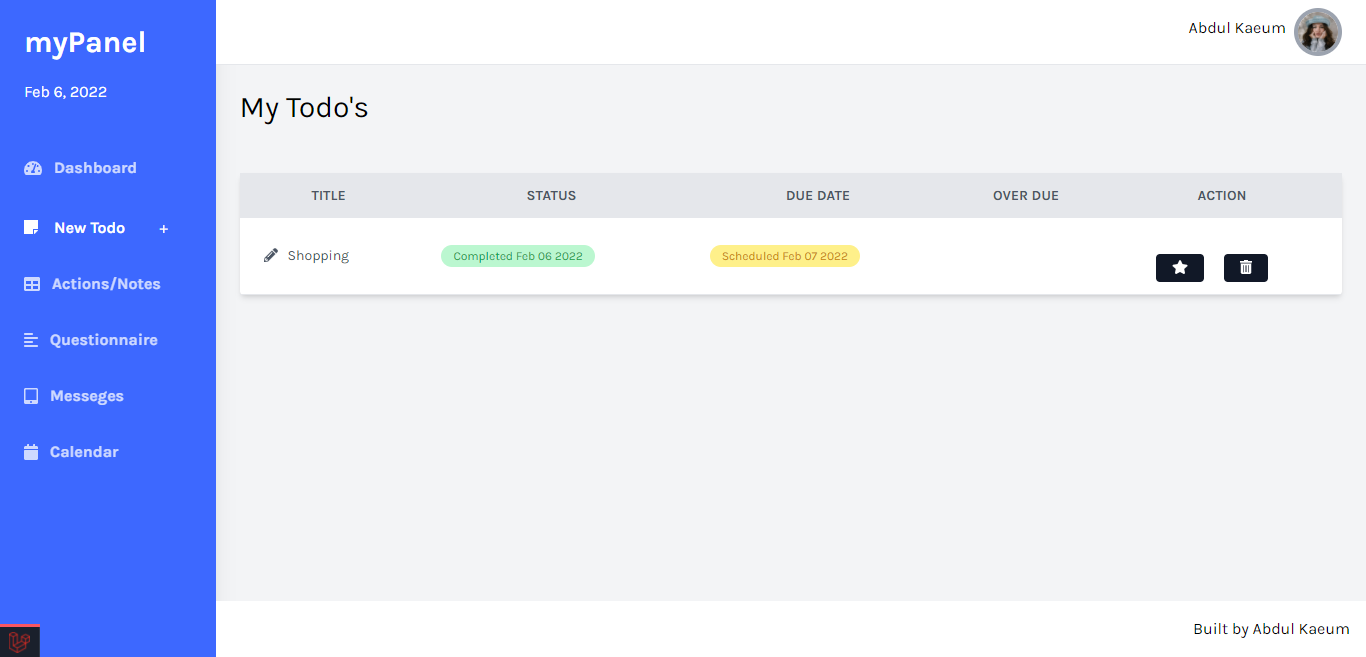 myPanel
Feb 6, 2022
Dashboard
New Todo +
Actions/Notes
Questionnaire
Messeges
Calendar
Abdul Kaeum
My Todo's
TITLE STATUS DUE DATE OVER DUE ACTION
Shopping Completed Feb 06 2022 Scheduled Feb 07 2022
Built by Abdul Kaeum